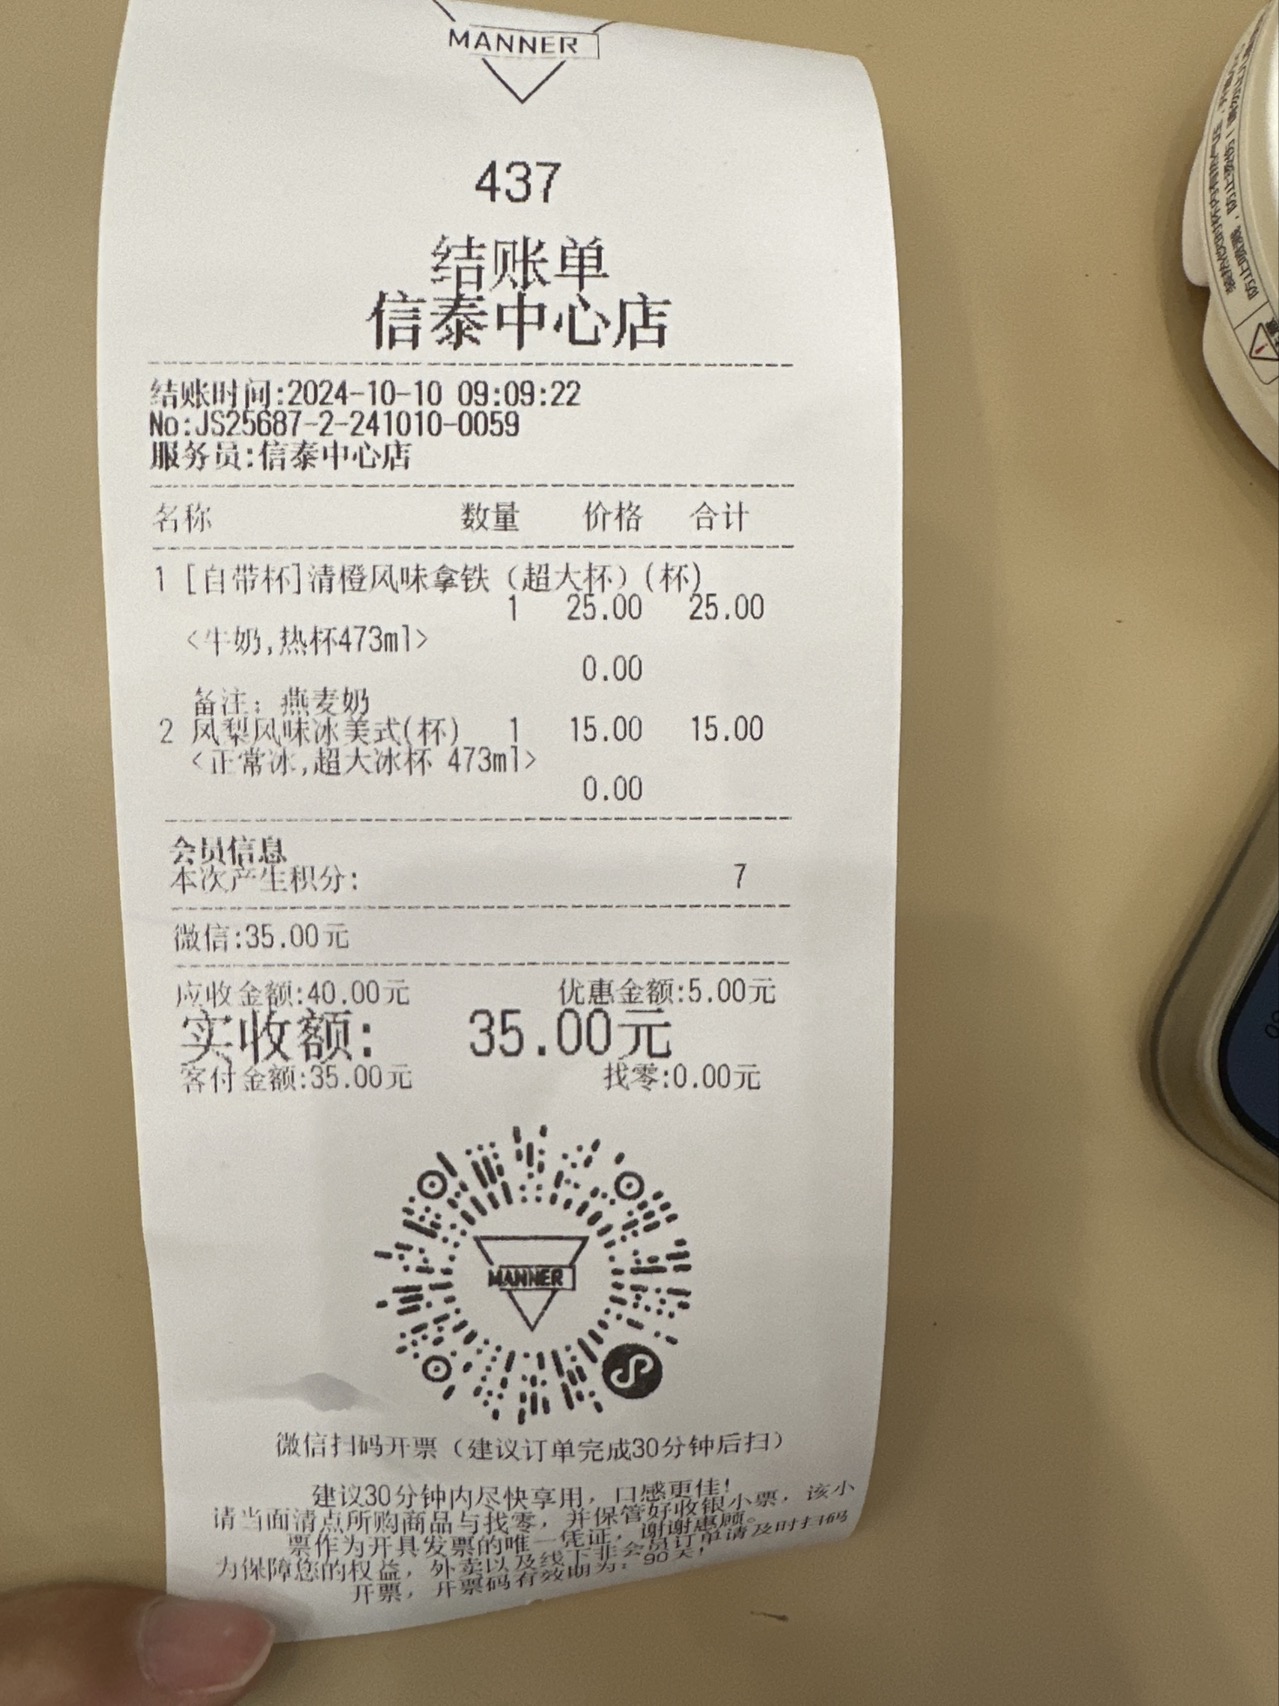 MANNER
437
结账单
信泰中心店
结账时间:2024-10-10 09:09:22
No:JS25687-2-241010-0059
服务员:信泰中心店
名称 数量 价格 合计
1 [自带杯]清橙风味拿铁（超大杯）(杯)
1 25.00 25.00
<牛奶,热杯473ml>
0.00
备注：燕麦奶
2 凤梨风味冰美式(杯) 1 15.00 15.00
<正常冰,超大冰杯 473ml>
0.00
会员信息
本次产生积分: 7
微信:35.00元
应收金额:40.00元 优惠金额:5.00元
实收额: 35.00元
客付金额:35.00元 找零:0.00元
MANNER
微信扫码开票（建议订单完成30分钟后扫）
建议30分钟内尽快享用，口感更佳！
请当面清点所购商品与找零，并保管好收银小票，该小
票作为开具发票的唯一凭证，谢谢惠顾。
为保障您的权益，外卖以及线下非会员订单请及时扫码
开票，开票码有效期为：90天！